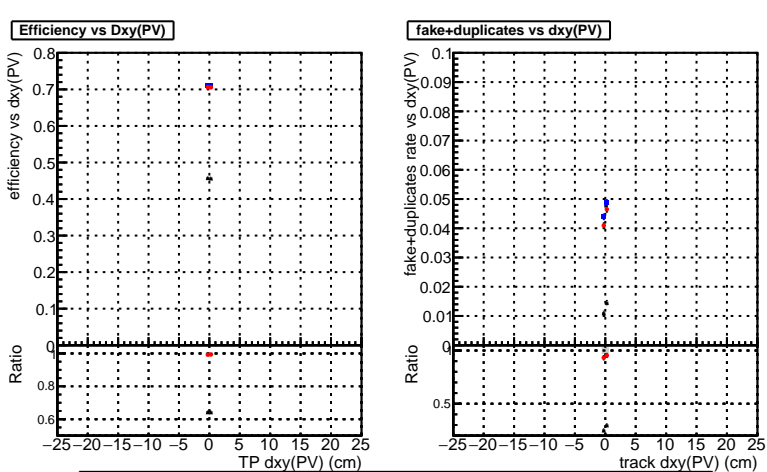 Efficiency vs Dxy(PV)
efficiency vs dxy(PV)
0.8
0.7
0.6
0.5
0.4
0.3
0.2
0.1
0
Ratio
1
0.8
0.6
−25 −20 −15 −10 −5 0 5 10 15 20 25
TP dxy(PV) (cm)
fake+duplicates vs dxy(PV)
fake+duplicates rate vs dxy(PV)
0.1
0.09
0.08
0.07
0.06
0.05
0.04
0.03
0.02
0.01
0
Ratio
1
0.5
−25 −20 −15 −10 −5 0 5 10 15 20 25
track dxy(PV) (cm)